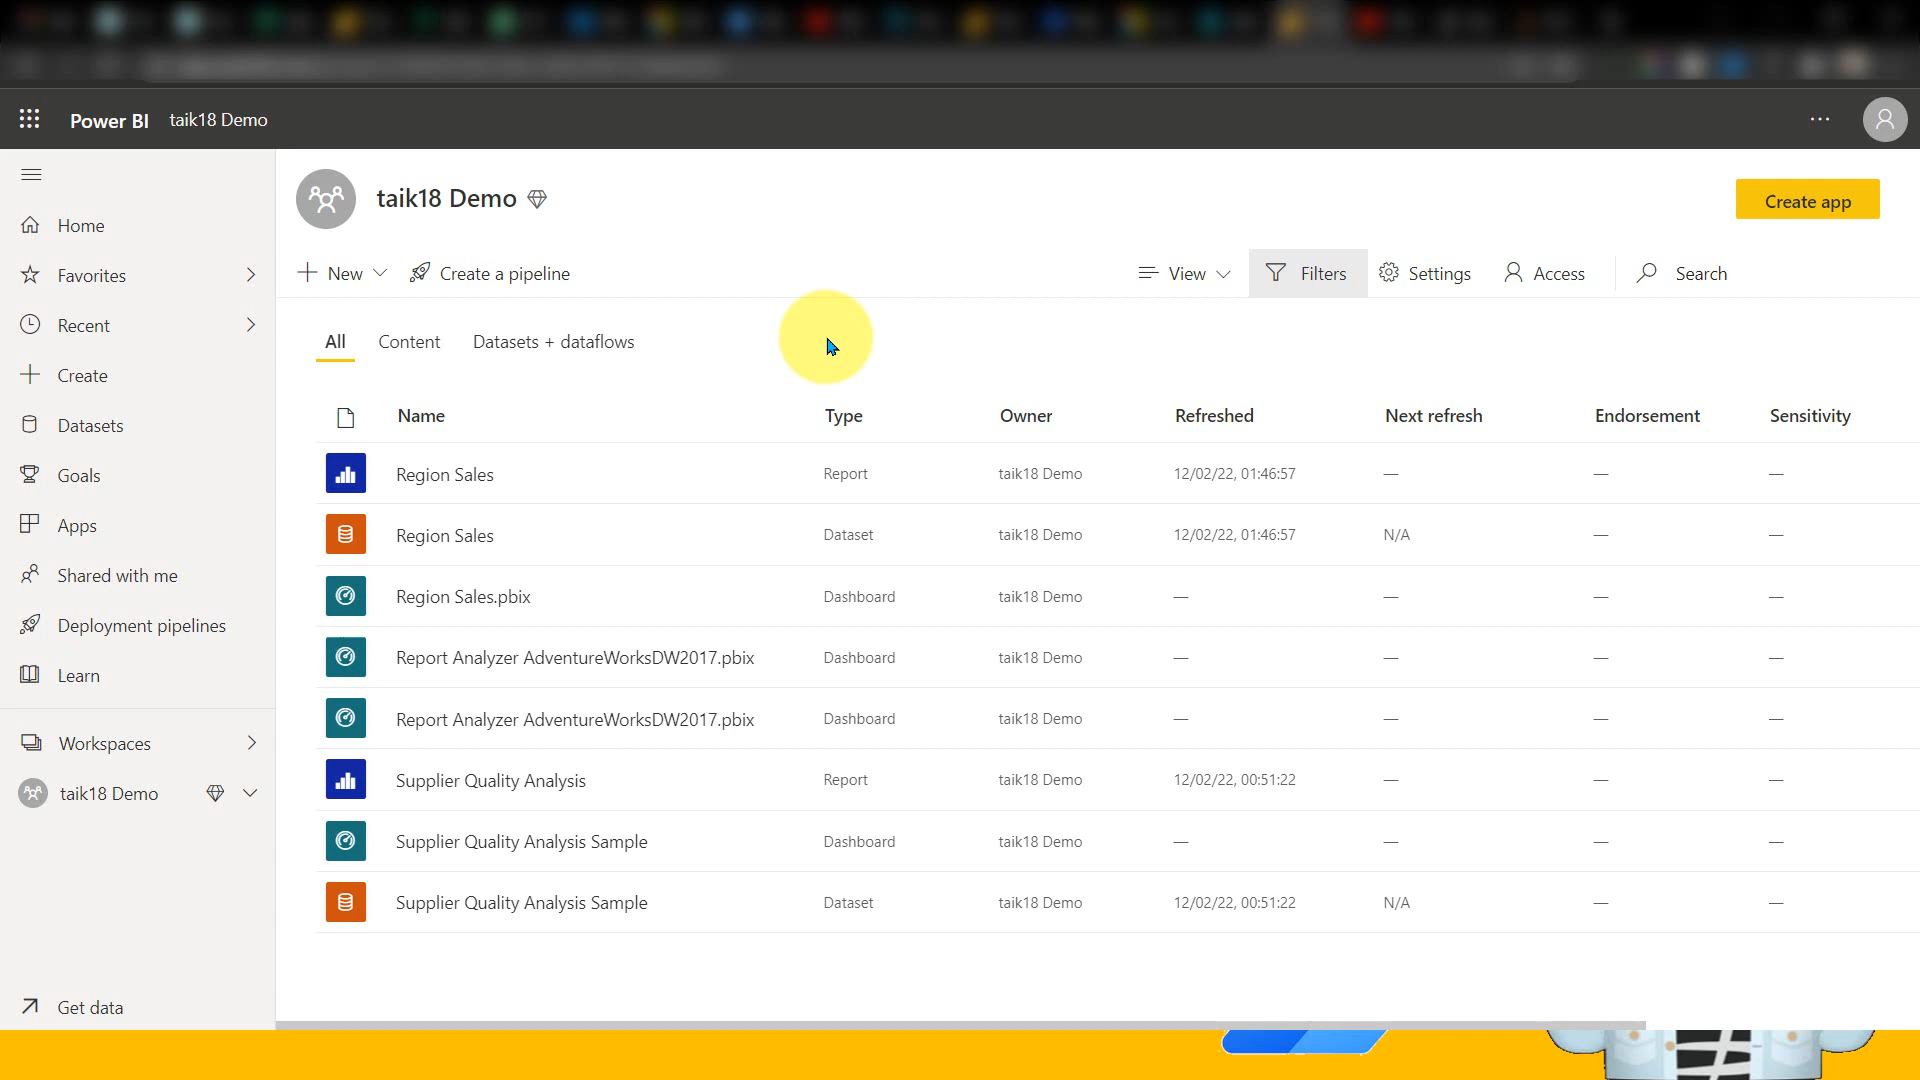 Power BI taik18 Demo
taik18 Demo
Create app
New
Create a pipeline
View
Filters
Settings
Access
Search
Home
Favorites
Recent
Create
Datasets
Goals
Apps
Shared with me
Deployment pipelines
Learn
Workspaces
taik18 Demo
Get data
All Content Datasets + dataflows
Name Type Owner Refreshed Next refresh Endorsement Sensitivity
Region Sales Report taik18 Demo 12/02/22, 01:46:57 — — —
Region Sales Dataset taik18 Demo 12/02/22, 01:46:57 N/A — —
Region Sales.pbix Dashboard taik18 Demo — — — —
Report Analyzer AdventureWorksDW2017.pbix Dashboard taik18 Demo — — — —
Report Analyzer AdventureWorksDW2017.pbix Dashboard taik18 Demo — — — —
Supplier Quality Analysis Report taik18 Demo 12/02/22, 00:51:22 — — —
Supplier Quality Analysis Sample Dashboard taik18 Demo — — — —
Supplier Quality Analysis Sample Dataset taik18 Demo 12/02/22, 00:51:22 N/A — —